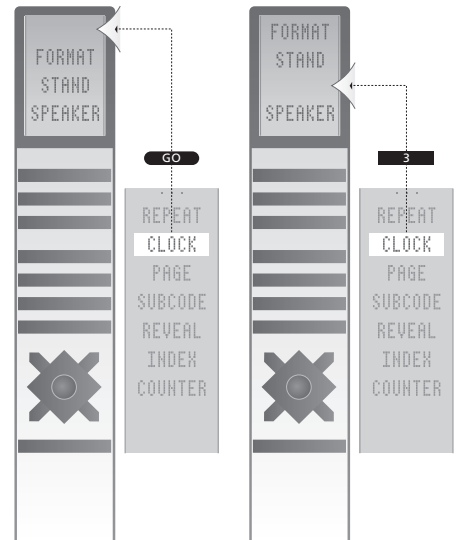 FORMAT
STAND
SPEAKER
GO
REPEAT
CLOCK
PAGE
SUBCODE
REVEAL
INDEX
COUNTER
FORMAT
STAND
SPEAKER
3
REPEAT
CLOCK
PAGE
SUBCODE
REVEAL
INDEX
COUNTER